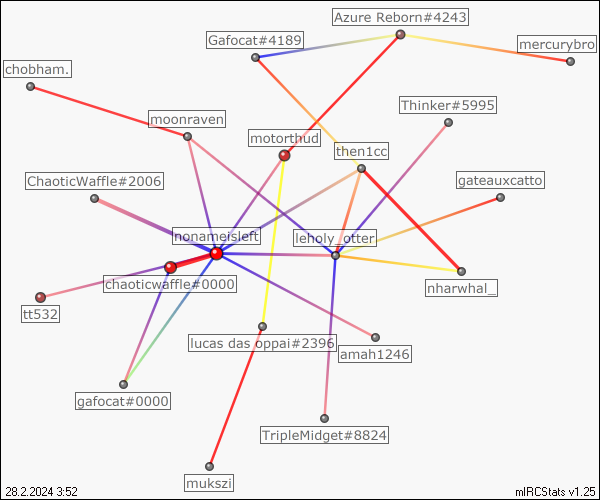 Azure Reborn#4243
Gafocat#4189
mercurybro
chobham.
Thinker#5995
moonraven
motorthud
then1cc
ChaoticWaffle#2006
gateauxcatto
nonameisleft
leholy_otter
chaoticwaffle#0000
nharwhal_
tt532
lucas das oppai#2396
amah1246
gafocat#0000
TripleMidget#8824
mukszi
28.2.2024 3:52
mIRCStats v1.25